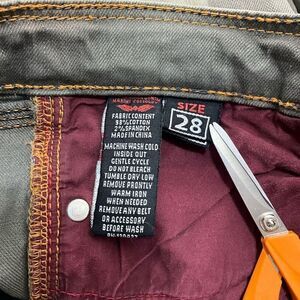 FABRIC CONTENT
98%COTTON
2%SPANDEX
MADE IN CHINA
MACHINE WASH COLD
INSIDE OUT
GENTLE CYCLE
DO NOT BLEACH
TUMBLE DRY LOW
REMOVE PRONTLY
WARM IRON
WHEN NEEDED
REMOVE ANY BELT
OR ACCESSORY
BEFORE WASH
SIZE
28